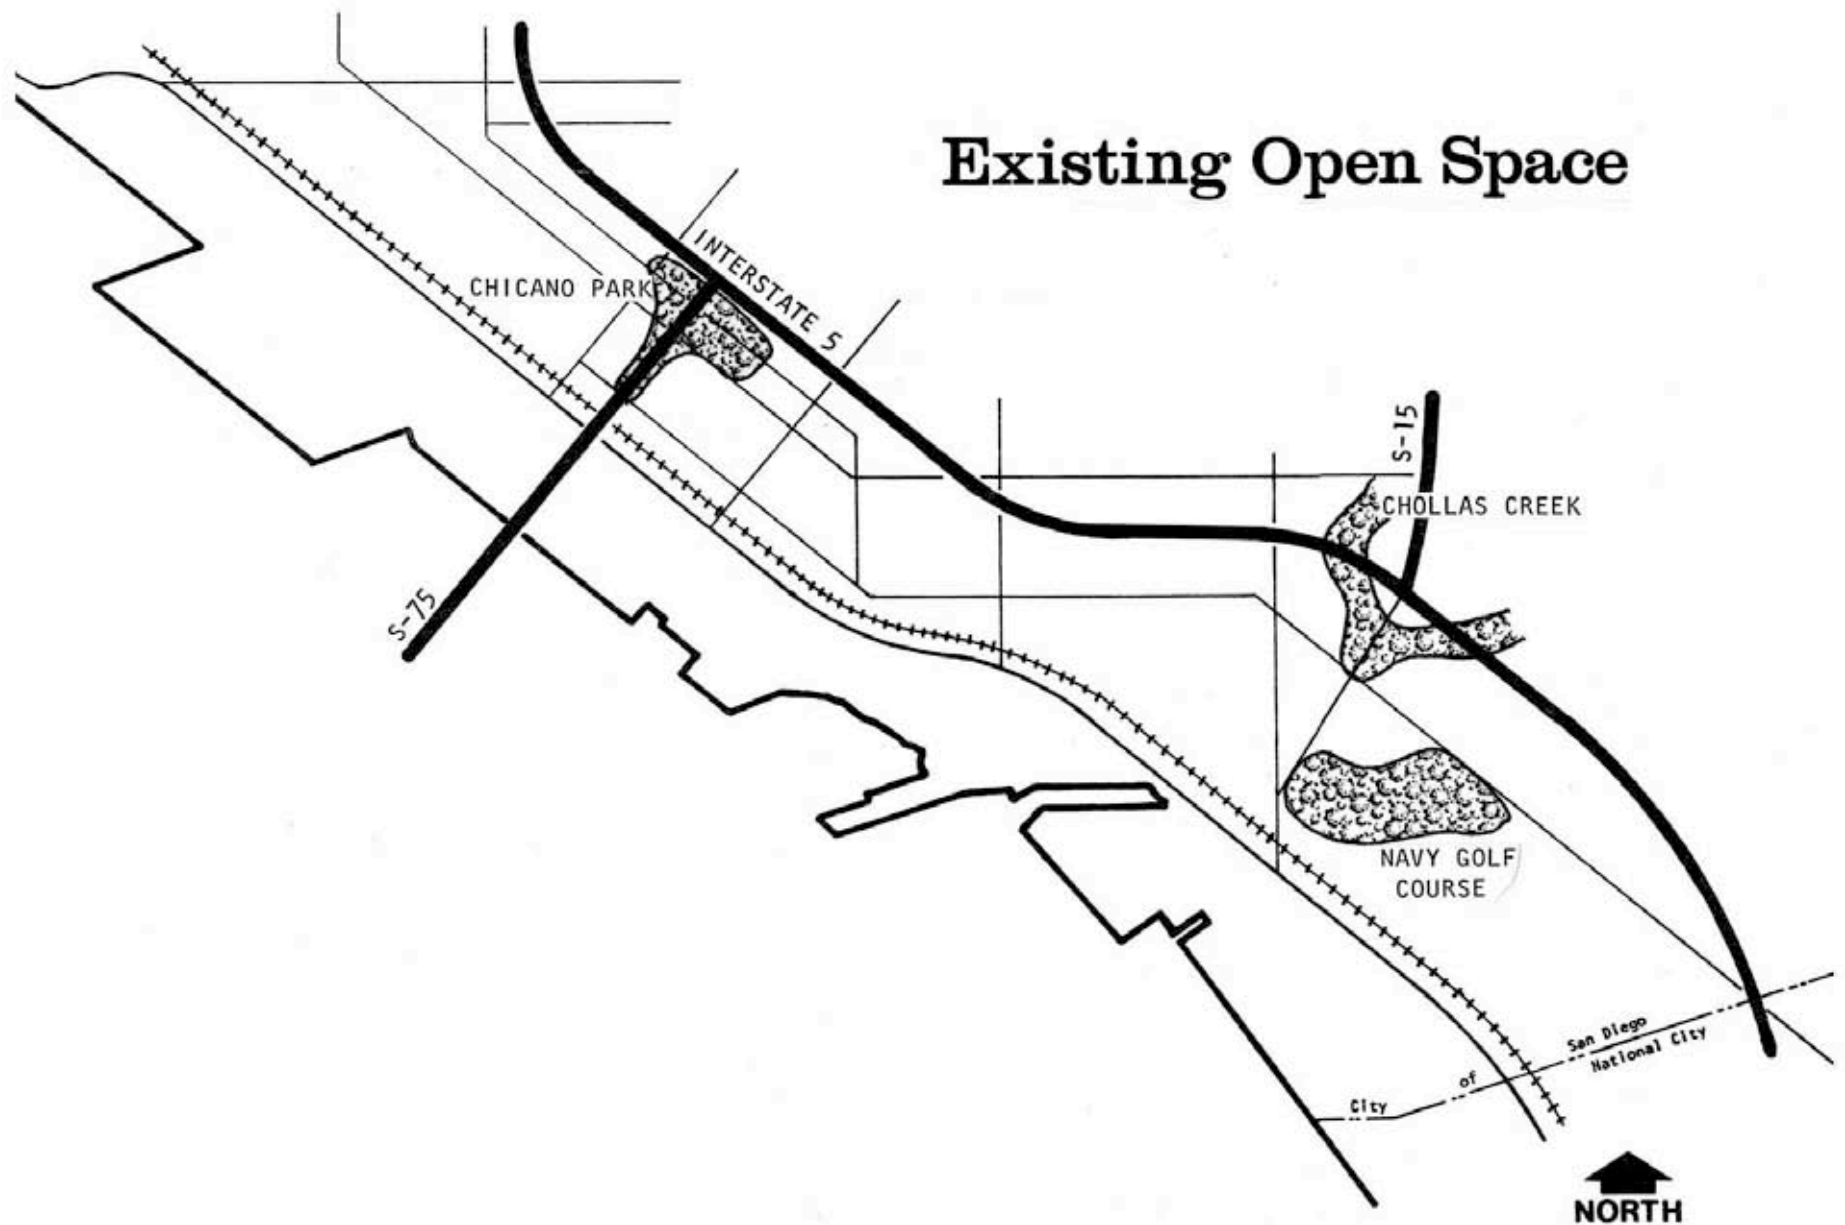 Existing Open Space
INTERSTATE 5
CHICANO PARK
S-15
CHOLLAS CREEK
S-75
NAVY GOLF
COURSE
San Diego
National City
City of
NORTH